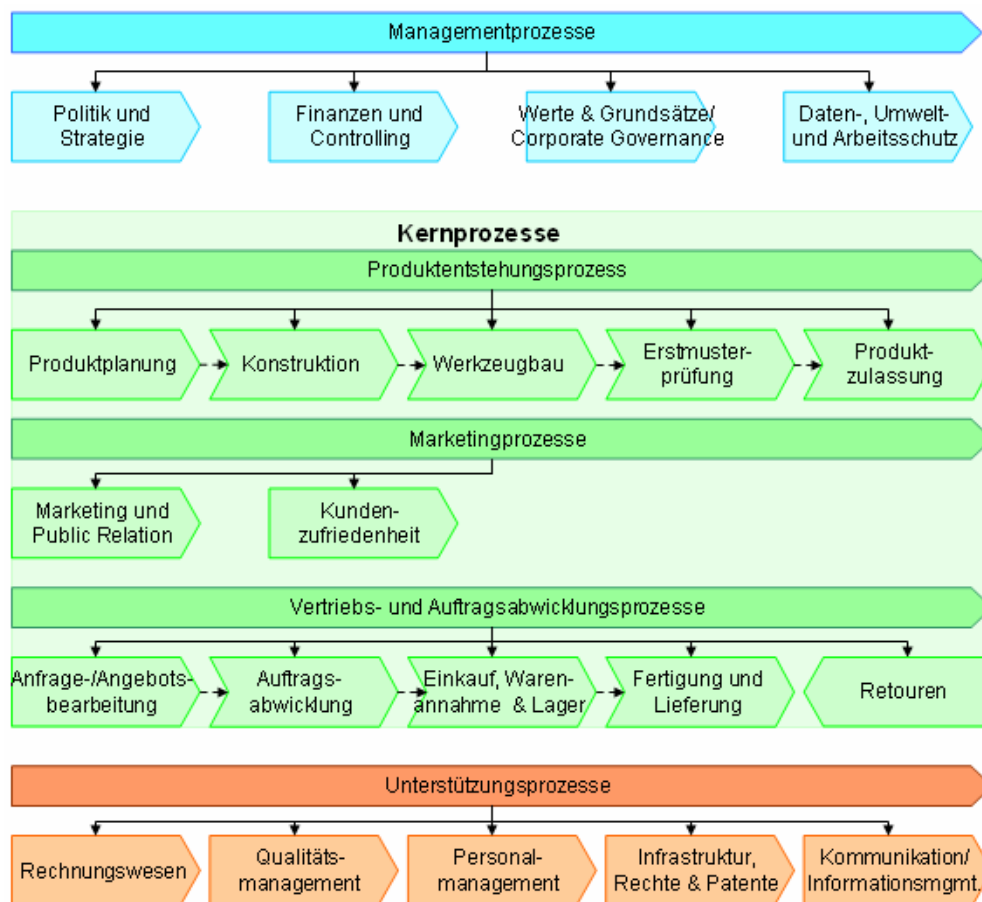 Managementprozesse
Politik und
Strategie
Finanzen und
Controlling
Werte & Grundsätze/
Corporate Governance
Daten-, Umwelt-
und Arbeitsschutz
Kernprozesse
Produktentstehungsprozess
Produktplanung
Konstruktion
Werkzeugbau
Erstmuster-
prüfung
Produkt-
zulassung
Marketingprozesse
Marketing und
Public Relation
Kunden-
zufriedenheit
Vertriebs- und Auftragsabwicklungsprozesse
Anfrage-/Angebots-
bearbeitung
Auftrags-
abwicklung
Einkauf, Waren-
annahme & Lager
Fertigung und
Lieferung
Retouren
Unterstützungsprozesse
Rechnungswesen
Qualitäts-
management
Personal-
management
Infrastruktur,
Rechte & Patente
Kommunikation/
Informationsmgmt.